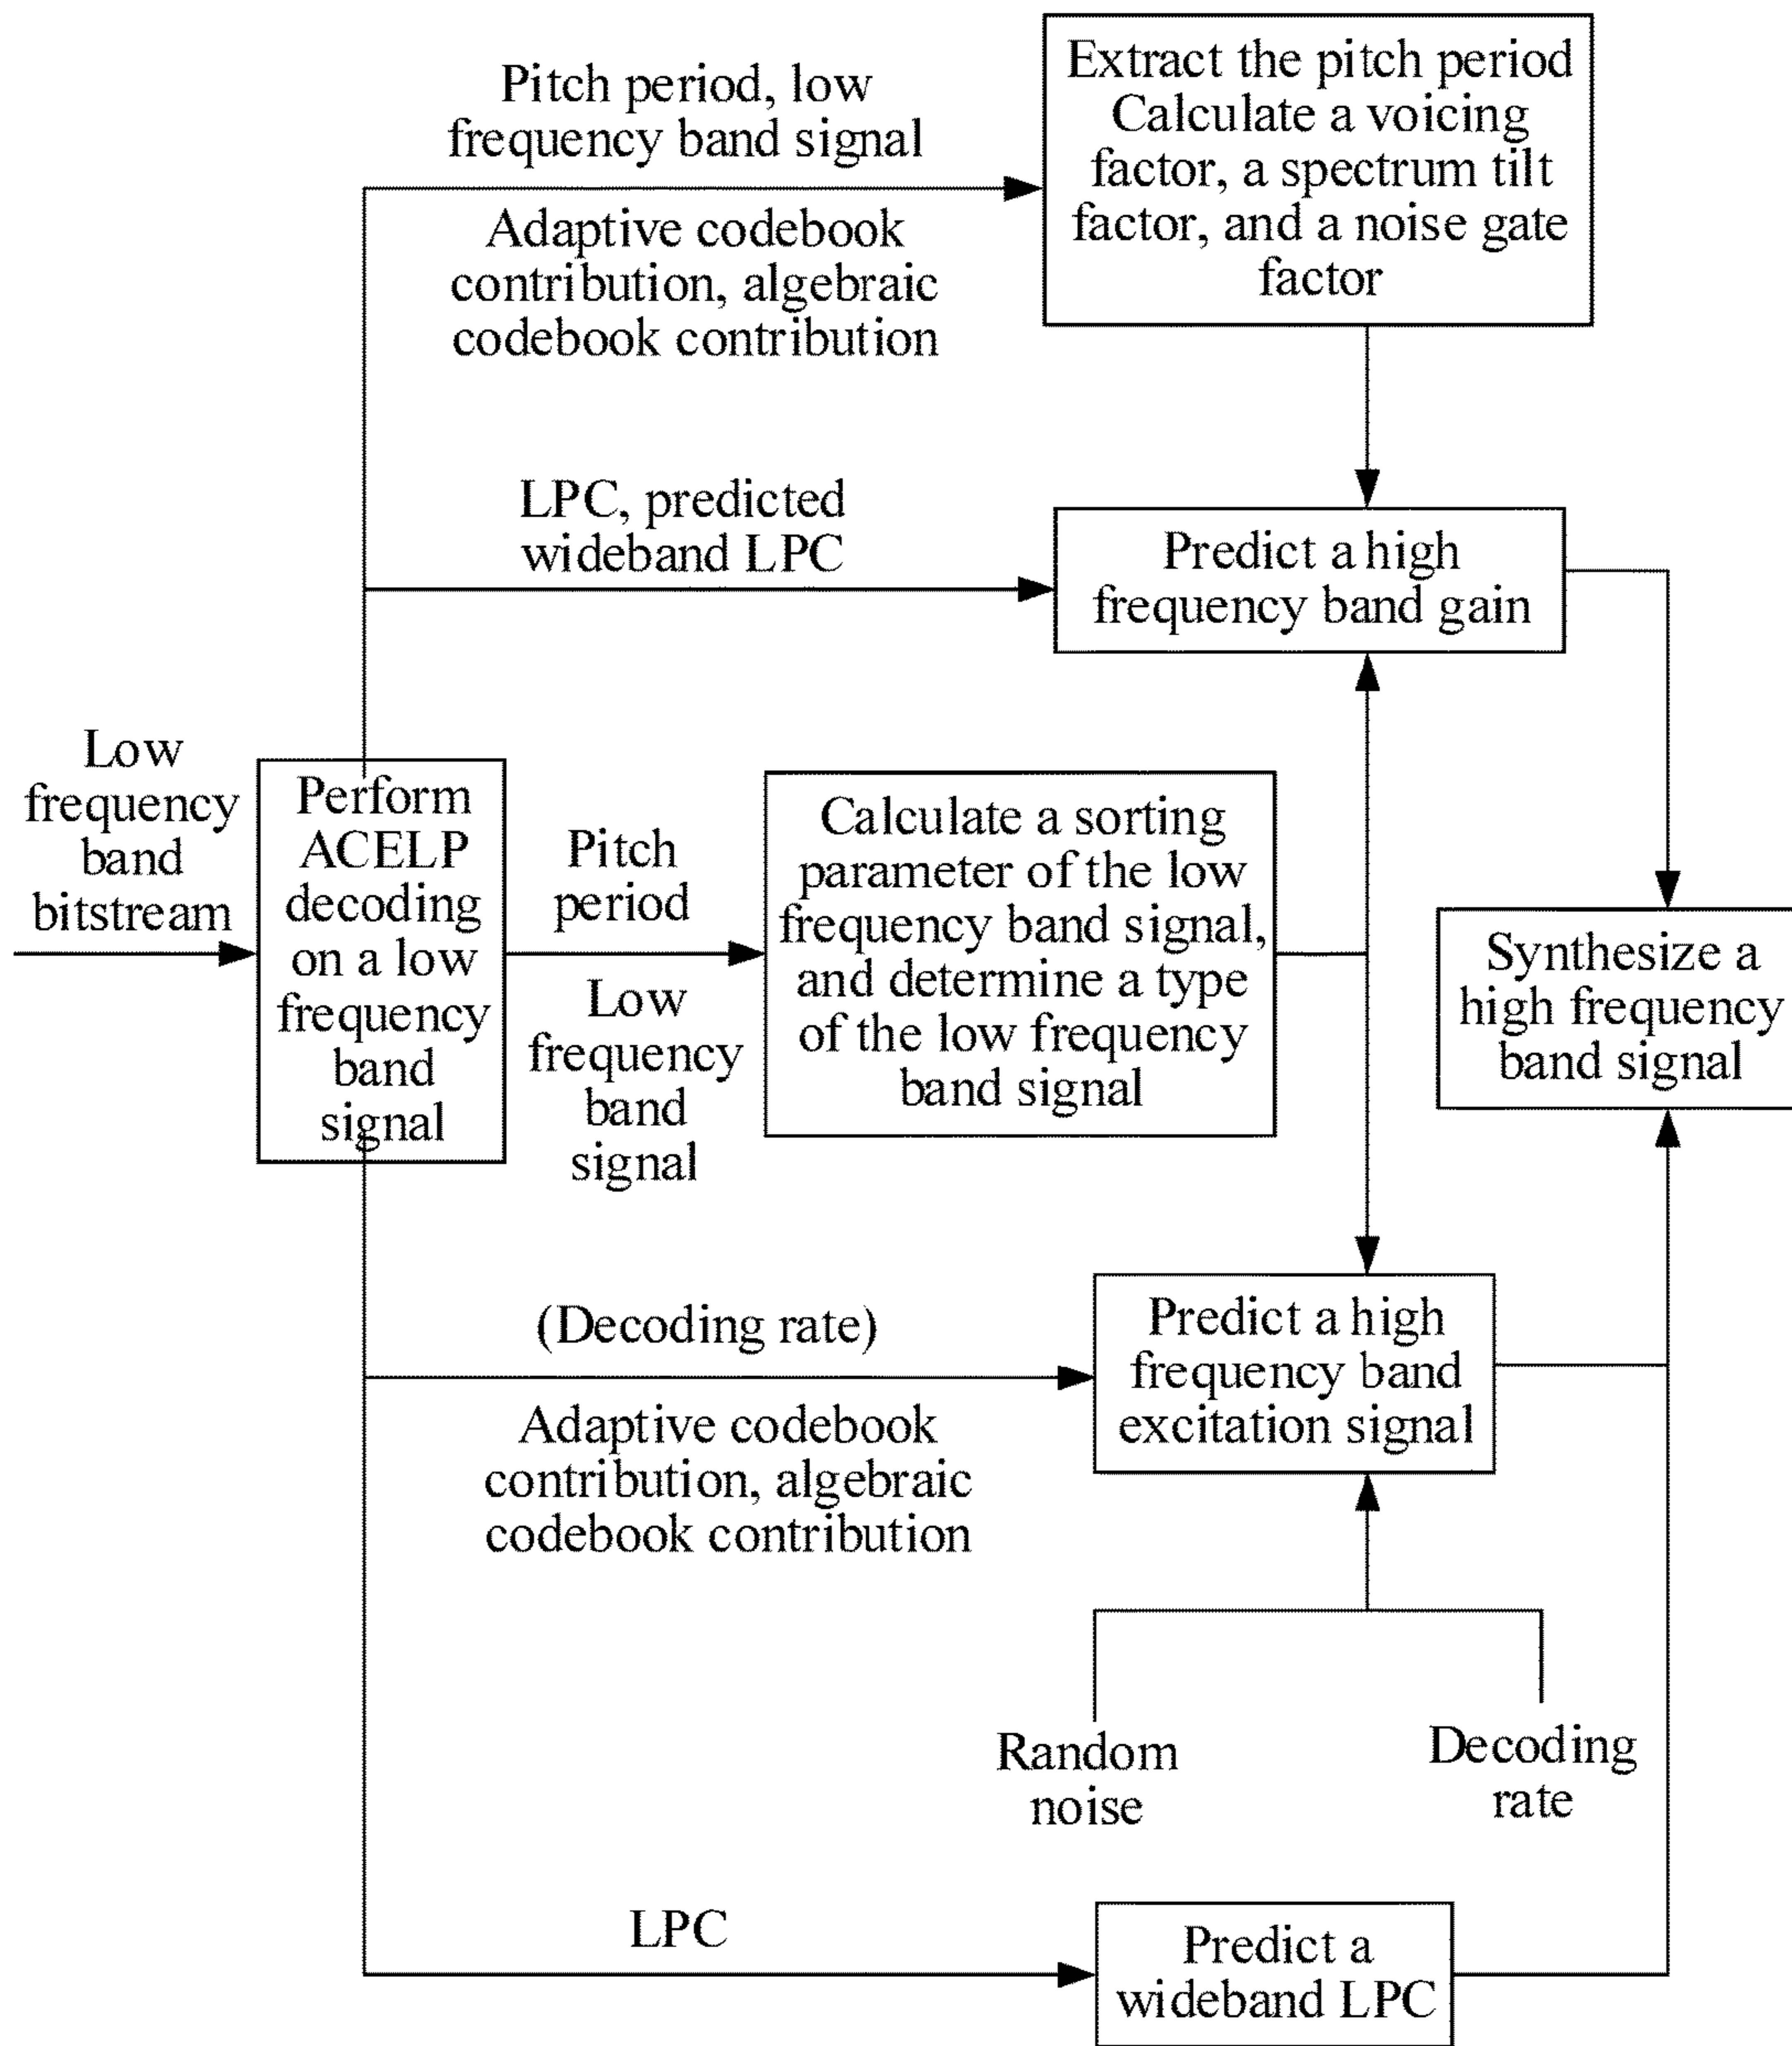 Pitch period, low
frequency band signal
Adaptive codebook
contribution, algebraic
codebook contribution
Extract the pitch period
Calculate a voicing
factor, a spectrum tilt
factor, and a noise gate
factor
LPC, predicted
wideband LPC
Predict a high
frequency band gain
Low
frequency
band
bitstream
Perform
ACELP
decoding
on a low
frequency
band
signal
Pitch
period
Low
frequency
band
signal
Calculate a sorting
parameter of the low
frequency band signal,
and determine a type
of the low frequency
band signal
Synthesize a
high frequency
band signal
(Decoding rate)
Adaptive codebook
contribution, algebraic
codebook contribution
Predict a high
frequency band
excitation signal
Random
noise
Decoding
rate
LPC
Predict a
wideband LPC